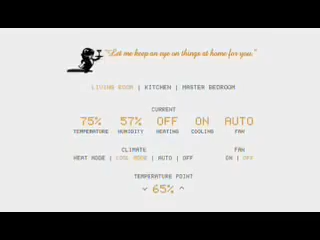 "Let me keep an eye on things at home for you."
LIVING ROOM | KITCHEN | MASTER BEDROOM
CURRENT
75% 57% OFF ON AUTO
TEMPERATURE HUMIDITY HEATING COOLING FAN
CLIMATE FAN
HEAT MODE | COOL MODE | AUTO | OFF ON | OFF
TEMPERATURE POINT
65%